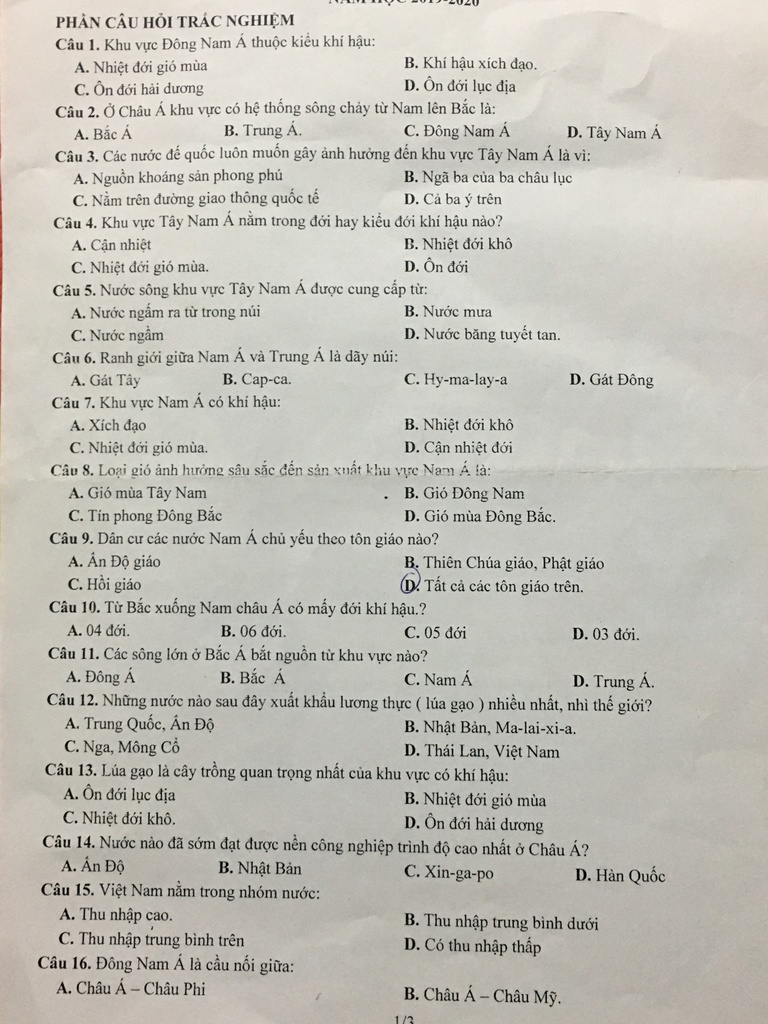 NĂM HỌC 2019-2020
PHẦN CÂU HỎI TRẮC NGHIỆM
Câu 1. Khu vực Đông Nam Á thuộc kiểu khí hậu:
A. Nhiệt đới gió mùa B. Khí hậu xích đạo.
C. Ôn đới hải dương D. Ôn đới lục địa
Câu 2. Ở Châu Á khu vực có hệ thống sông chảy từ Nam lên Bắc là:
A. Bắc Á B. Trung Á. C. Đông Nam Á D. Tây Nam Á
Câu 3. Các nước đế quốc luôn muốn gây ảnh hưởng đến khu vực Tây Nam Á là vì:
A. Nguồn khoáng sản phong phú B. Ngã ba của ba châu lục
C. Nằm trên đường giao thông quốc tế D. Cả ba ý trên
Câu 4. Khu vực Tây Nam Á nằm trong đới hay kiểu đới khí hậu nào?
A. Cận nhiệt B. Nhiệt đới khô
C. Nhiệt đới gió mùa. D. Ôn đới
Câu 5. Nước sông khu vực Tây Nam Á được cung cấp từ:
A. Nước ngấm ra từ trong núi B. Nước mưa
C. Nước ngầm D. Nước băng tuyết tan.
Câu 6. Ranh giới giữa Nam Á và Trung Á là dãy núi:
A. Gát Tây B. Cap-ca. C. Hy-ma-lay-a D. Gát Đông
Câu 7. Khu vực Nam Á có khí hậu:
A. Xích đạo B. Nhiệt đới khô
C. Nhiệt đới gió mùa. D. Cận nhiệt đới
Câu 8. Loại gió ảnh hưởng sâu sắc đến sản xuất khu vực Nam Á là:
A. Gió mùa Tây Nam B. Gió Đông Nam
C. Tín phong Đông Bắc D. Gió mùa Đông Bắc.
Câu 9. Dân cư các nước Nam Á chủ yếu theo tôn giáo nào?
A. Ấn Độ giáo B. Thiên Chúa giáo, Phật giáo
C. Hồi giáo D. Tất cả các tôn giáo trên.
Câu 10. Từ Bắc xuống Nam châu Á có mấy đới khí hậu.?
A. 04 đới. B. 06 đới. C. 05 đới D. 03 đới.
Câu 11. Các sông lớn ở Bắc Á bắt nguồn từ khu vực nào?
A. Đông Á B. Bắc Á C. Nam Á D. Trung Á.
Câu 12. Những nước nào sau đây xuất khẩu lương thực ( lúa gạo ) nhiều nhất, nhì thế giới?
A. Trung Quốc, Ấn Độ B. Nhật Bản, Ma-lai-xi-a.
C. Nga, Mông Cổ D. Thái Lan, Việt Nam
Câu 13. Lúa gạo là cây trồng quan trọng nhất của khu vực có khí hậu:
A. Ôn đới lục địa B. Nhiệt đới gió mùa
C. Nhiệt đới khô. D. Ôn đới hải dương
Câu 14. Nước nào đã sớm đạt được nền công nghiệp trình độ cao nhất ở Châu Á?
A. Ấn Độ B. Nhật Bản C. Xin-ga-po D. Hàn Quốc
Câu 15. Việt Nam nằm trong nhóm nước:
A. Thu nhập cao. B. Thu nhập trung bình dưới
C. Thu nhập trung bình trên D. Có thu nhập thấp
Câu 16. Đông Nam Á là cầu nối giữa:
A. Châu Á – Châu Phi B. Châu Á – Châu Mỹ.
1/3